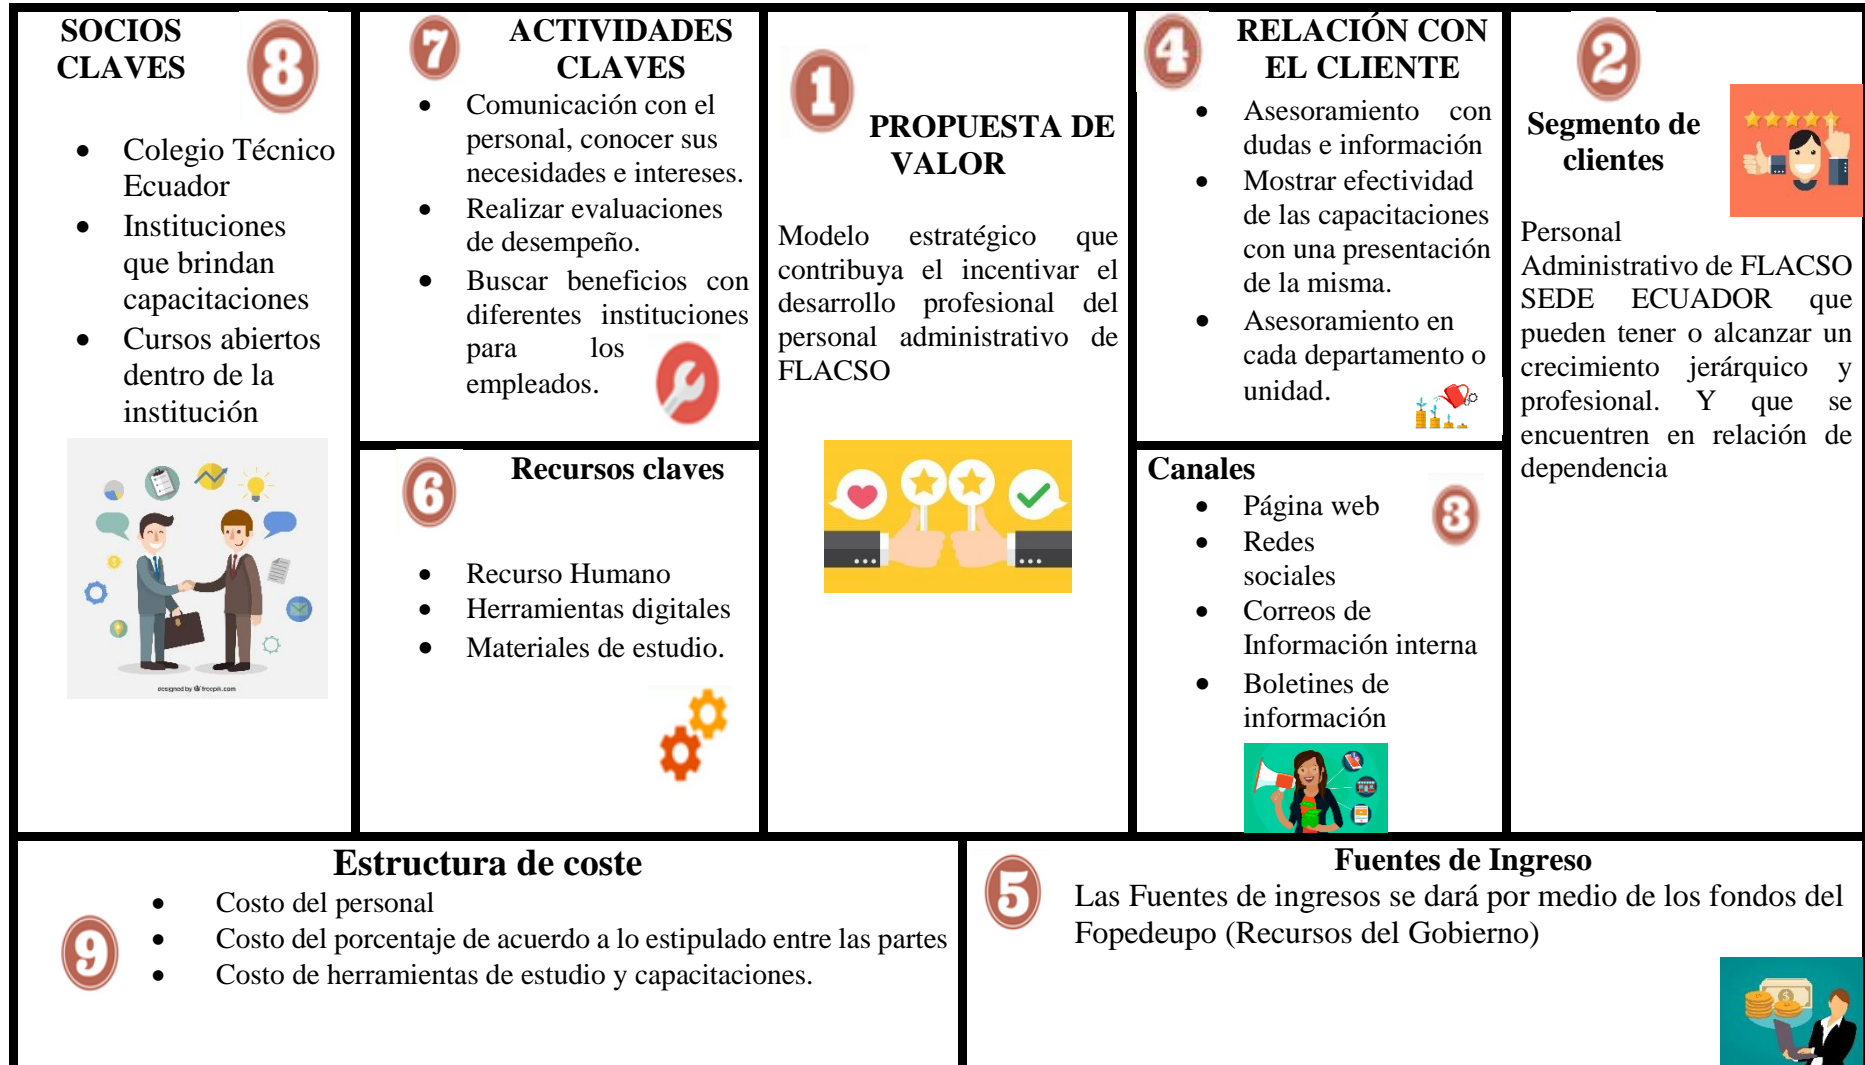 SOCIOS
CLAVES
8
• Colegio Técnico
Ecuador
• Instituciones
que brindan
capacitaciones
• Cursos abiertos
dentro de la
institución
designed by freepik.com
7
ACTIVIDADES
CLAVES
• Comunicación con el
personal, conocer sus
necesidades e intereses.
• Realizar evaluaciones
de desempeño.
• Buscar beneficios con
diferentes instituciones
para los
empleados.
6
Recursos claves
• Recurso Humano
• Herramientas digitales
• Materiales de estudio.
1
PROPUESTA DE
VALOR
Modelo estratégico que
contribuya el incentivar el
desarrollo profesional del
personal administrativo de
FLACSO
4
RELACIÓN CON
EL CLIENTE
• Asesoramiento con
dudas e información
• Mostrar efectividad
de las capacitaciones
con una presentación
de la misma.
• Asesoramiento en
cada departamento o
unidad.
Canales
3
• Página web
• Redes
sociales
• Correos de
Información interna
• Boletines de
información
2
Segmento de
clientes
Personal
Administrativo de FLACSO
SEDE ECUADOR que
pueden tener o alcanzar un
crecimiento jerárquico y
profesional. Y que se
encuentren en relación de
dependencia
Estructura de coste
9
• Costo del personal
• Costo del porcentaje de acuerdo a lo estipulado entre las partes
• Costo de herramientas de estudio y capacitaciones.
5
Fuentes de Ingreso
Las Fuentes de ingresos se dará por medio de los fondos del
Fopedeupo (Recursos del Gobierno)